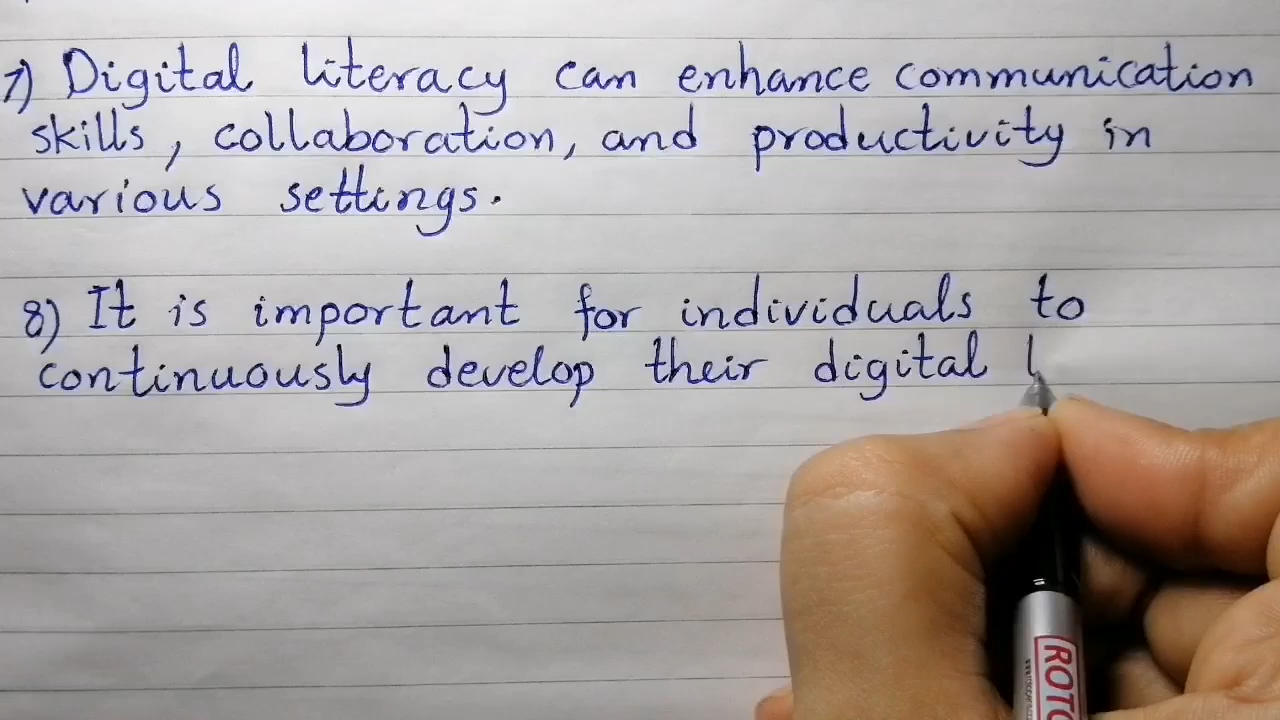 7) Digital literacy can enhance communication
skills, collaboration, and productivity in
various settings.
8) It is important for individuals to
continuously develop their digital l
ROTO